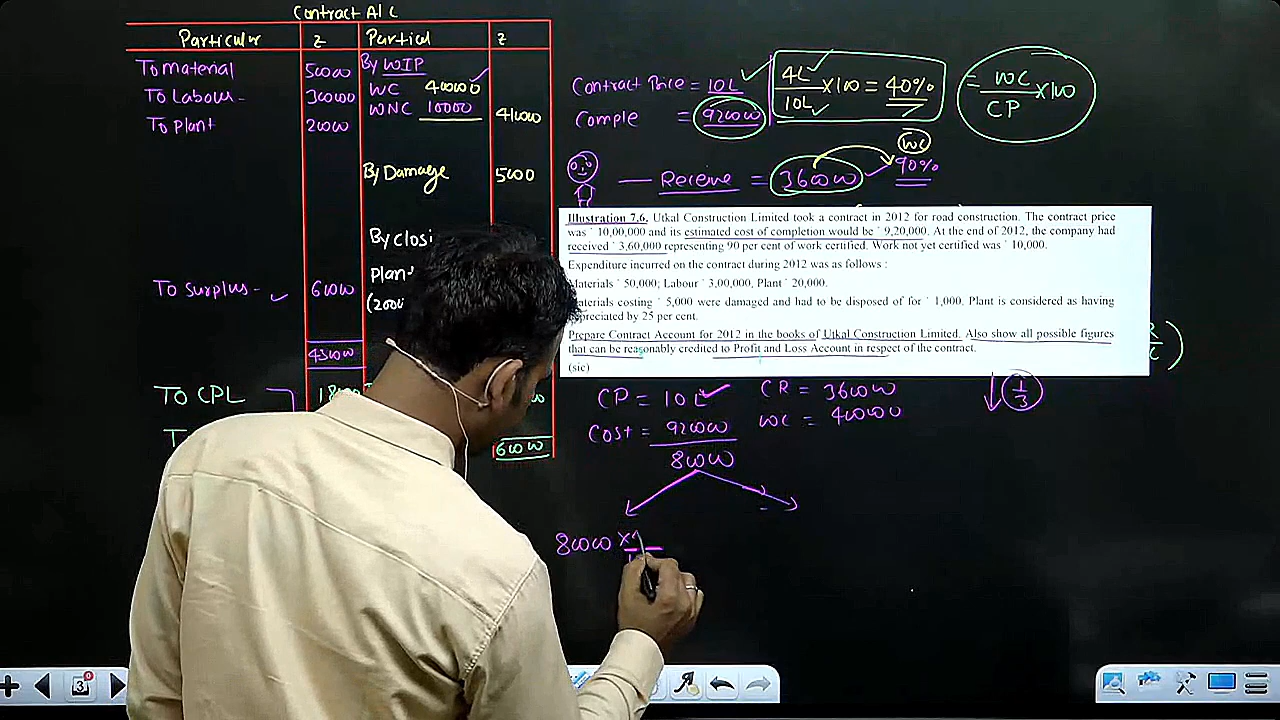 Contract A/C
Particular Z Particul Z
To material 50000 By WIP
To Labour - 300000 WC 400000
WNC 10000 410000
To plant 20000
By Damage 5000
By closi
Plant
To Surplus - 60000
430000
To CPL
60000
Contract Price = 10L
4L/10L × 100 = 40%
= WC/CP × 100
Comple = 920000
WC
Receive = 360000 90%
Illustration 7.6. Utkal Construction Limited took a contract in 2012 for road construction. The contract price
was ` 10,00,000 and its estimated cost of completion would be ` 9,20,000. At the end of 2012, the company had
received ` 3,60,000 representing 90 per cent of work certified. Work not yet certified was ` 10,000.
Expenditure incurred on the contract during 2012 was as follows :
aterials ` 50,000; Labour ` 3,00,000, Plant ` 20,000.
aterials costing ` 5,000 were damaged and had to be disposed of for ` 1,000. Plant is considered as having
preciated by 25 per cent.
Prepare Contract Account for 2012 in the books of Utkal Construction Limited. Also show all possible figures
that can be reasonably credited to Profit and Loss Account in respect of the contract.
(sic)
CP = 10L CR = 360000
1/3
Cost = 920000 WC = 400000
80000
80000 ×
3
0